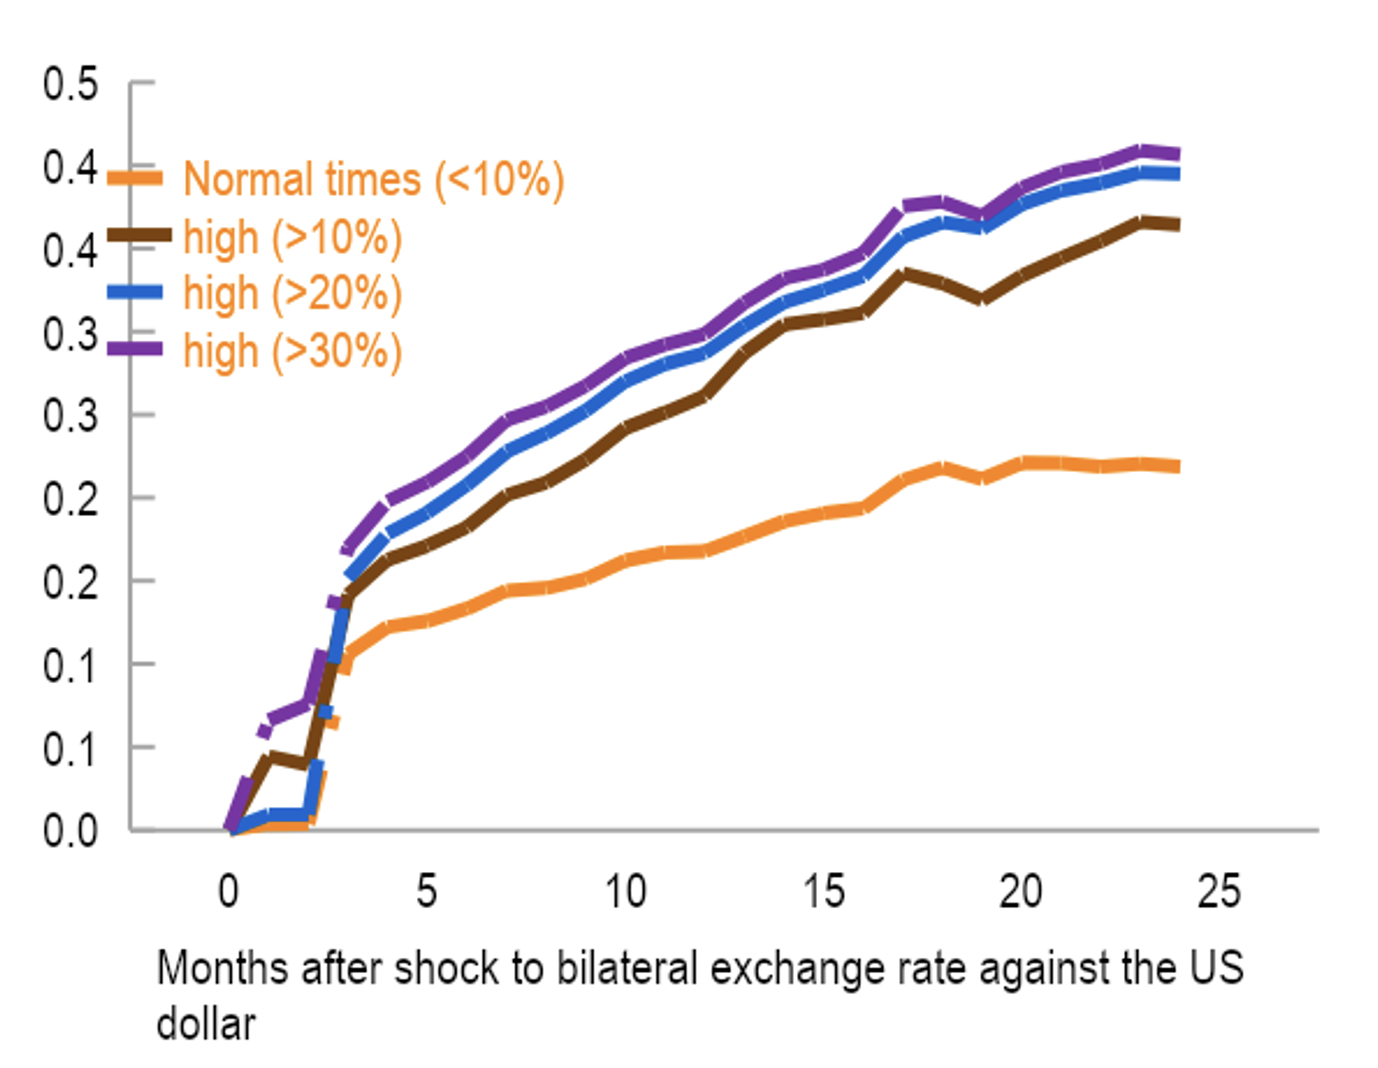 0.5
0.4
0.4
0.3
0.3
0.2
0.2
0.1
0.1
0.0
Normal times (<10%)
high (>10%)
high (>20%)
high (>30%)
0 5 10 15 20 25
Months after shock to bilateral exchange rate against the US
dollar